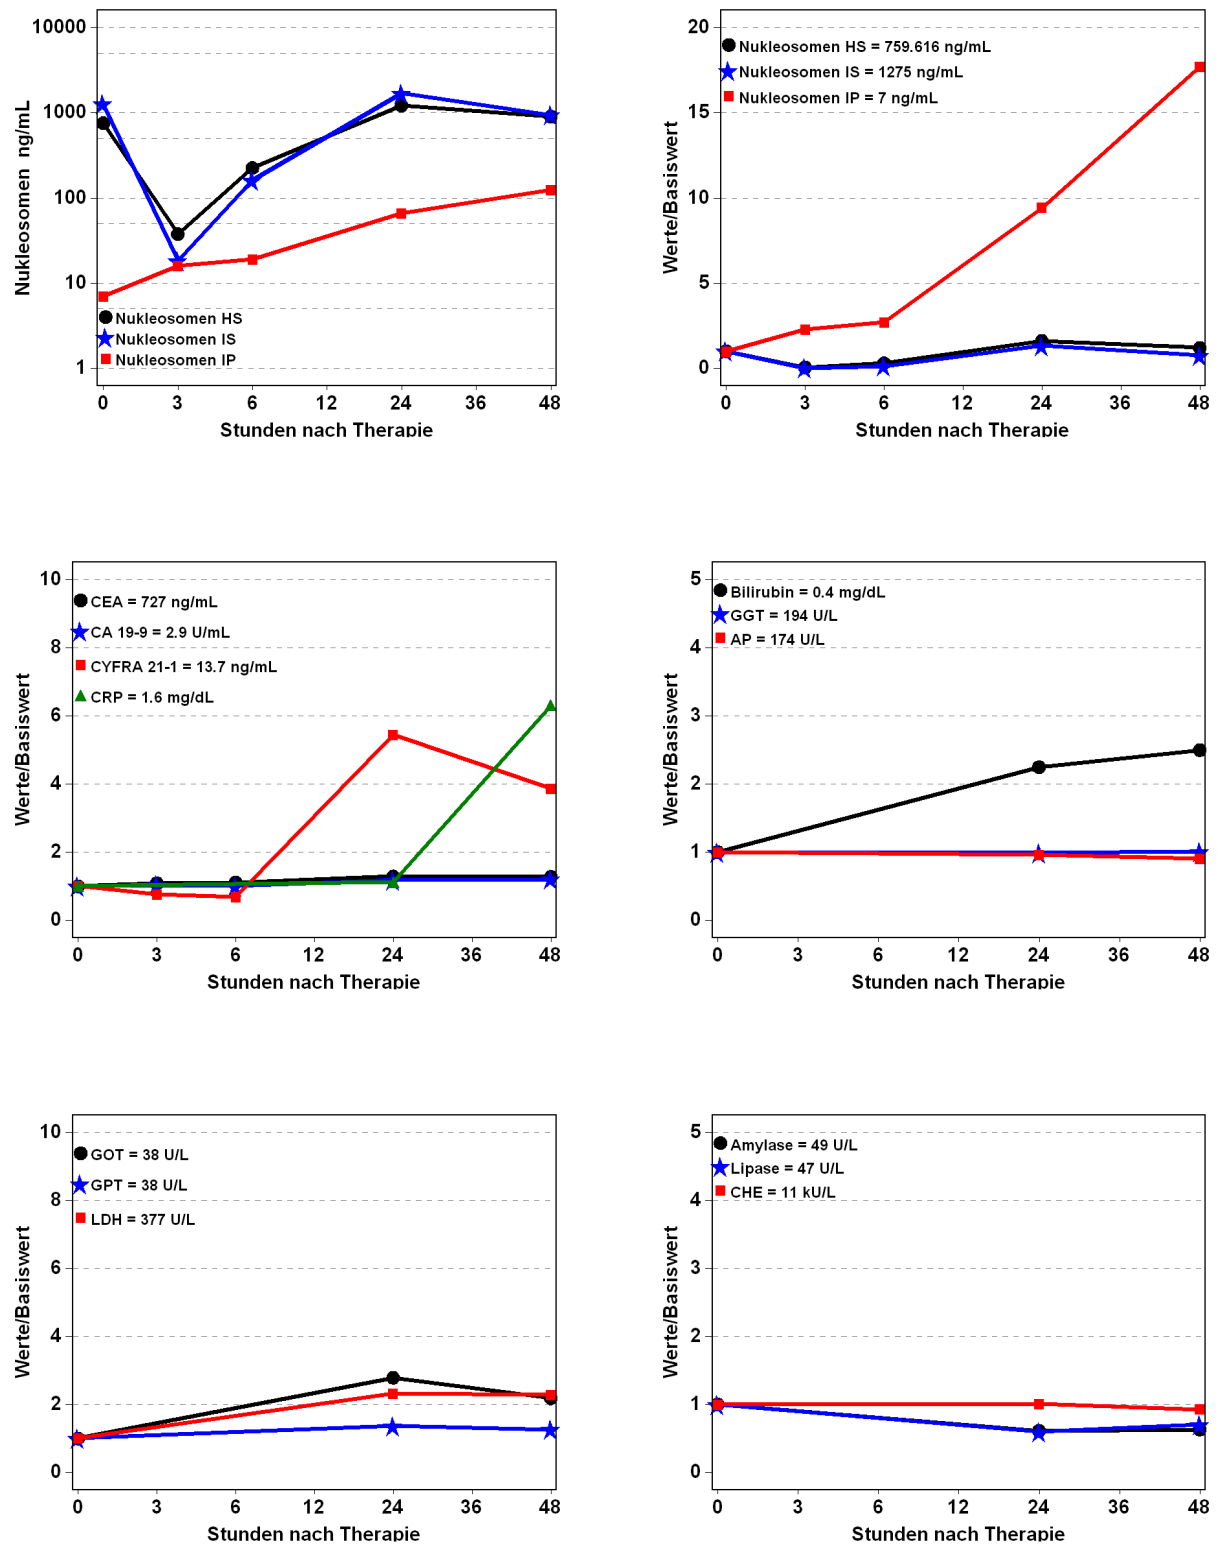 10000
1000
100
10
1
Nukleosomen ng/mL
Nukleosomen HS
Nukleosomen IS
Nukleosomen IP
0 3 6 12 24 36 48
Stunden nach Therapie
20
15
10
5
0
Werte/Basiswert
Nukleosomen HS = 759.616 ng/mL
Nukleosomen IS = 1275 ng/mL
Nukleosomen IP = 7 ng/mL
0 3 6 12 24 36 48
Stunden nach Therapie
10
8
6
4
2
0
Werte/Basiswert
CEA = 727 ng/mL
CA 19-9 = 2.9 U/mL
CYFRA 21-1 = 13.7 ng/mL
CRP = 1.6 mg/dL
0 3 6 12 24 36 48
Stunden nach Therapie
5
4
3
2
1
0
Werte/Basiswert
Bilirubin = 0.4 mg/dL
GGT = 194 U/L
AP = 174 U/L
0 3 6 12 24 36 48
Stunden nach Therapie
10
8
6
4
2
0
Werte/Basiswert
GOT = 38 U/L
GPT = 38 U/L
LDH = 377 U/L
0 3 6 12 24 36 48
Stunden nach Therapie
5
4
3
2
1
0
Werte/Basiswert
Amylase = 49 U/L
Lipase = 47 U/L
CHE = 11 kU/L
0 3 6 12 24 36 48
Stunden nach Therapie